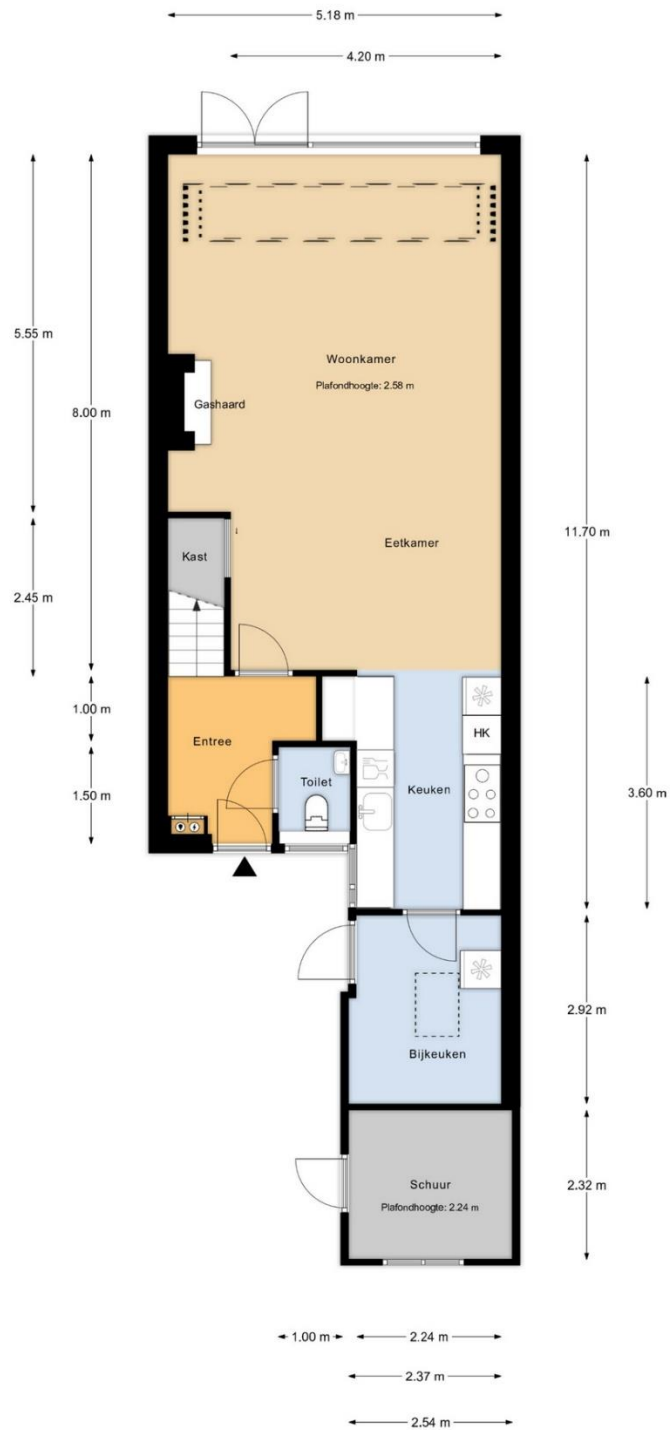 5.18 m
4.20 m
5.55 m
8.00 m
Woonkamer
Plafondhoogte: 2.58 m
Gashaard
11.70 m
Eetkamer
Kast
2.45 m
1.00 m
Entree
HK
Toilet
Keuken
3.60 m
1.50 m
2.92 m
Bijkeuken
Schuur
2.32 m
Plafondhoogte: 2.24 m
1.00 m
2.24 m
2.37 m
2.54 m